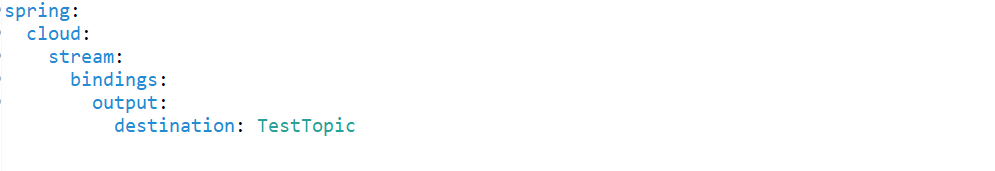 spring:
  cloud:
    stream:
      bindings:
        output:
          destination: TestTopic